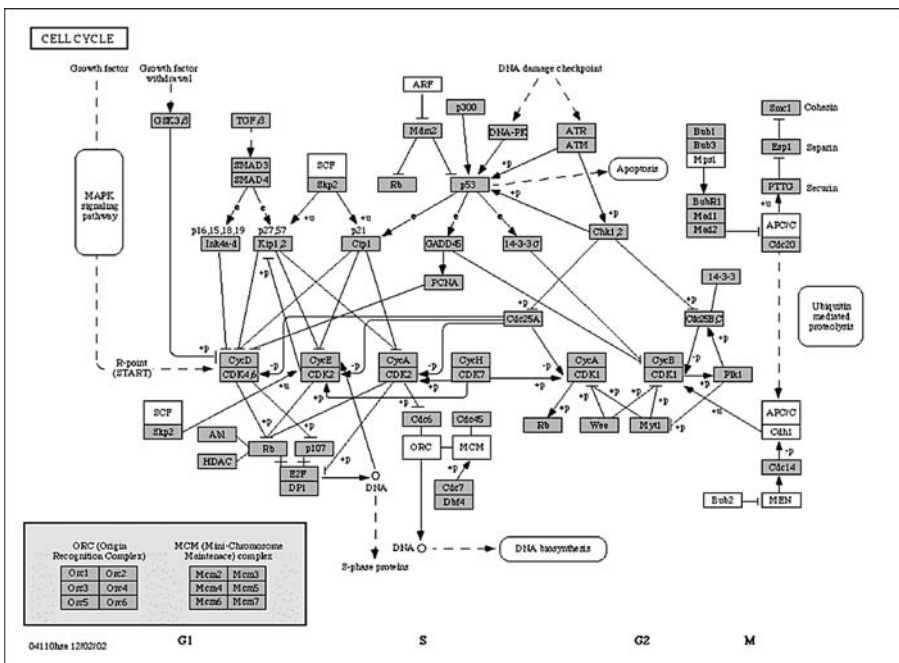 CELL CYCLE
Growth factor
Growth factor
withdrawal
DNA damage checkpoint
ARF
p300
GSK3β
TGFβ
Mdm2
DNA-PK
ATR
ATM
Smc1
Cohesin
Bub1
Bub3
Mps1
Esp1
Separin
SMAD3
SMAD4
SCF
Skp2
Rb
p53
Apoptosis
MAPK
signaling
pathway
PTTG
Securin
BubR1
Mad1
Mad2
APC/C
Cdc20
+u
+p
+p
+u
+u
e
e
e
e
e
+p
+p
p16,15,18,19
Ink4a-d
p27,57
Kip1,2
p21
Cip1
GADD45
14-3-3σ
Chk1,2
+p
PCNA
14-3-3
+p
+p
Cdc25A
Cdc25B,C
Ubiquitin
mediated
proteolysis
R-point
(START)
+p
CycD
CDK4,6
-p
CycE
CDK2
-p
CycA
CDK2
-p
CycH
CDK7
-p
CycA
CDK1
CycB
CDK1
-p
+p
Plk1
+p
+u
+p
+p
+p
+p
+p
+p
+u
SCF
Skp2
Abl
HDAC
+p
Rb
p107
+p
E2F
DP1
+p
DNA
Cdc6
Cdc45
ORC
MCM
+p
Cdc7
Dbf4
Rb
Wee
Myt1
APC/C
Cdh1
-p
Cdc14
Bub2
MEN
S-phase proteins
DNA
DNA biosynthesis
ORC (Origin
Recognition Complex)
Orc1 Orc2
Orc3 Orc4
Orc5 Orc6
MCM (Mini-Chromosome
Maintenace) complex
Mcm2 Mcm3
Mcm4 Mcm5
Mcm6 Mcm7
G1
S
G2
M
04110hsa 12/02/02